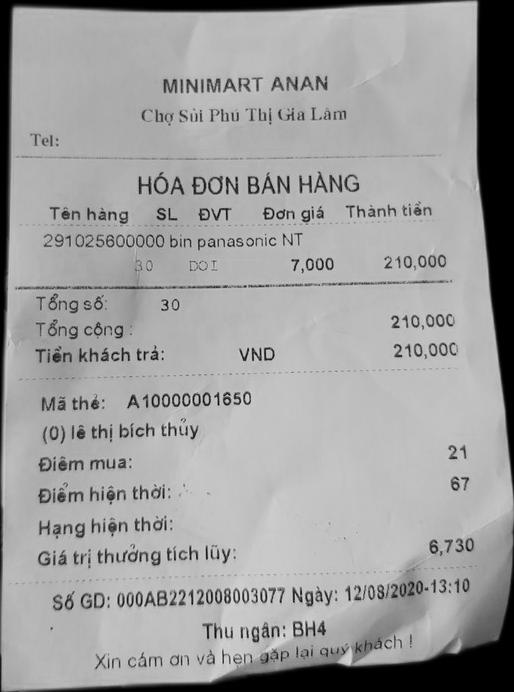 MINIMART ANAN
Chợ Sủi Phú Thị Gia Lâm
Tel:
HÓA ĐƠN BÁN HÀNG
Tên hàng SL ĐVT Đơn giá Thành tiền
291025600000 bin panasonic NT
30 DOI 7,000 210,000
Tổng số: 30
Tổng cộng : 210,000
Tiền khách trả: VND 210,000
Mã thẻ: A10000001650
(0) lê thị bích thủy
Điểm mua: 21
Điểm hiện thời: 67
Hạng hiện thời:
Giá trị thưởng tích lũy: 6,730
Số GD: 000AB2212008003077 Ngày: 12/08/2020-13:10
Thu ngân: BH4
Xin cám ơn và hẹn gặp lại quý khách !